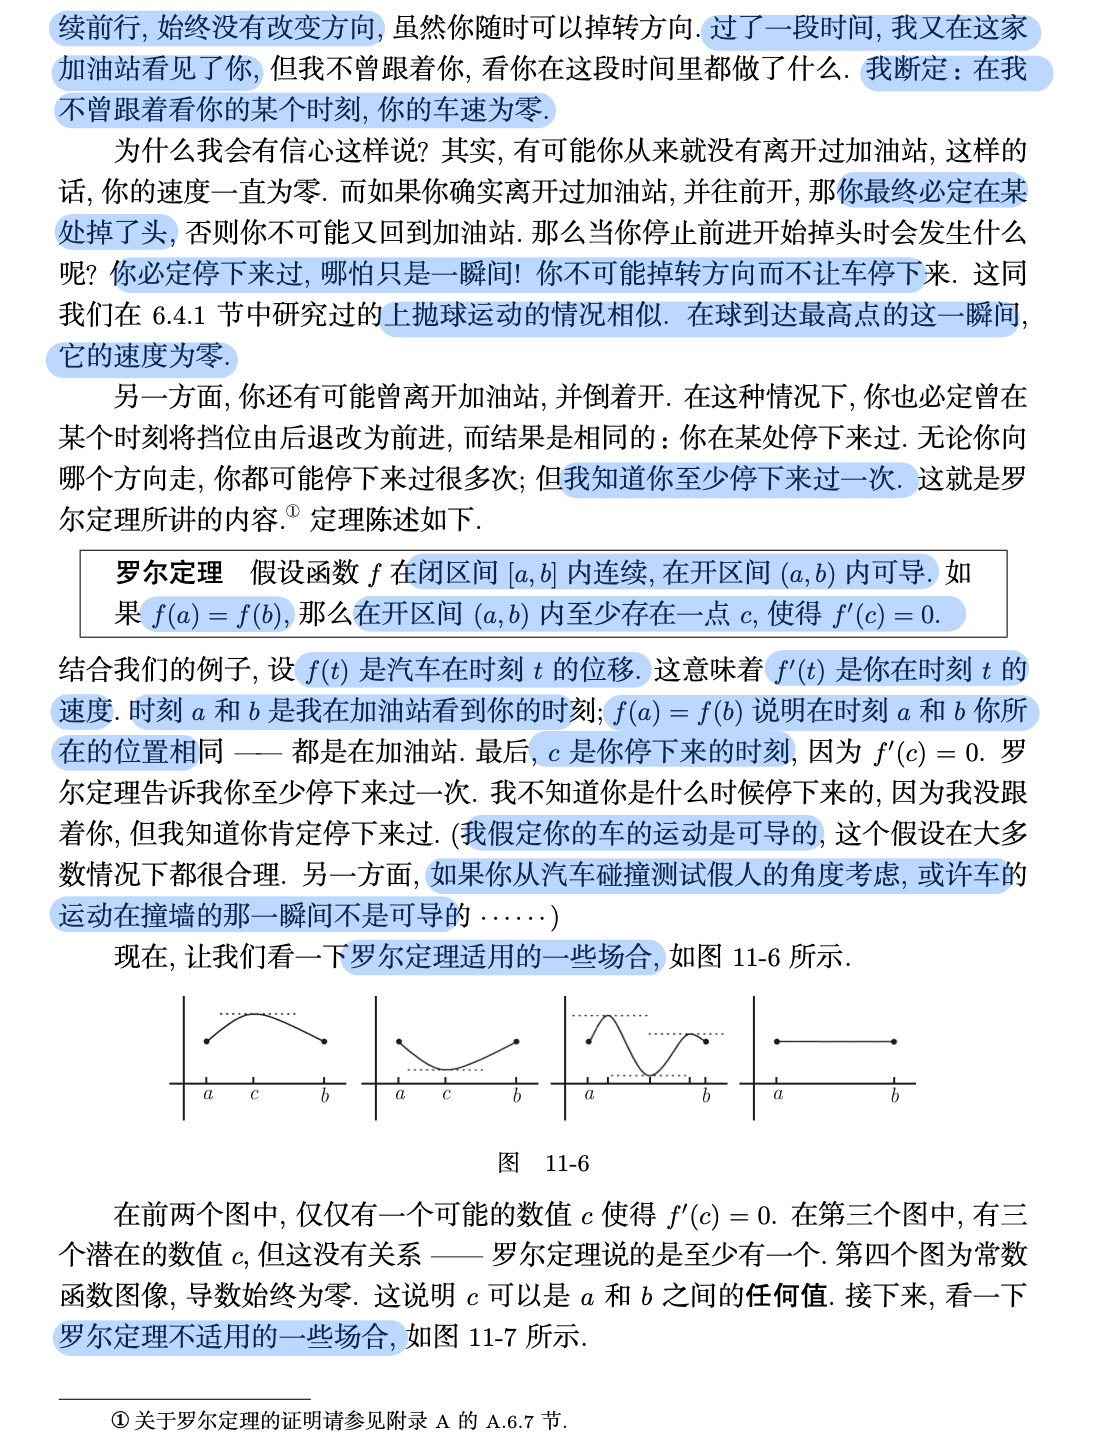 续前行, 始终没有改变方向, 虽然你随时可以掉转方向. 过了一段时间, 我又在这家
加油站看见了你, 但我不曾跟着你, 看你在这段时间里都做了什么. 我断定：在我
不曾跟着看你的某个时刻, 你的车速为零.
为什么我会有信心这样说? 其实, 有可能你从来就没有离开过加油站, 这样的
话, 你的速度一直为零. 而如果你确实离开过加油站, 并往前开, 那你最终必定在某
处掉了头, 否则你不可能又回到加油站. 那么当你停止前进开始掉头时会发生什么
呢? 你必定停下来过, 哪怕只是一瞬间! 你不可能掉转方向而不让车停下来. 这同
我们在 6.4.1 节中研究过的上抛球运动的情况相似. 在球到达最高点的这一瞬间,
它的速度为零.
另一方面, 你还有可能曾离开加油站, 并倒着开. 在这种情况下, 你也必定曾在
某个时刻将挡位由后退改为前进, 而结果是相同的：你在某处停下来过. 无论你向
哪个方向走, 你都可能停下来过很多次; 但我知道你至少停下来过一次. 这就是罗
尔定理所讲的内容.① 定理陈述如下.
罗尔定理 假设函数 f 在闭区间 [a, b] 内连续, 在开区间 (a, b) 内可导. 如
果 f(a) = f(b), 那么在开区间 (a, b) 内至少存在一点 c, 使得 f′(c) = 0.
结合我们的例子, 设 f(t) 是汽车在时刻 t 的位移. 这意味着 f′(t) 是你在时刻 t 的
速度. 时刻 a 和 b 是我在加油站看到你的时刻; f(a) = f(b) 说明在时刻 a 和 b 你所
在的位置相同 —— 都是在加油站. 最后, c 是你停下来的时刻, 因为 f′(c) = 0. 罗
尔定理告诉我你至少停下来过一次. 我不知道你是什么时候停下来的, 因为我没跟
着你, 但我知道你肯定停下来过. (我假定你的车的运动是可导的, 这个假设在大多
数情况下都很合理. 另一方面, 如果你从汽车碰撞测试假人的角度考虑, 或许车的
运动在撞墙的那一瞬间不是可导的 ······)
现在, 让我们看一下罗尔定理适用的一些场合, 如图 11-6 所示.
a c b a c b a b a b
图 11-6
在前两个图中, 仅仅有一个可能的数值 c 使得 f′(c) = 0. 在第三个图中, 有三
个潜在的数值 c, 但这没有关系 —— 罗尔定理说的是至少有一个. 第四个图为常数
函数图像, 导数始终为零. 这说明 c 可以是 a 和 b 之间的任何值. 接下来, 看一下
罗尔定理不适用的一些场合, 如图 11-7 所示.
① 关于罗尔定理的证明请参见附录 A 的 A.6.7 节.